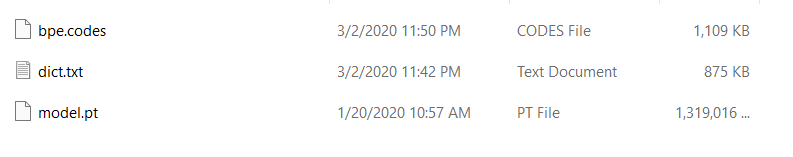 bpe.codes 3/2/2020 11:50 PM CODES File 1,109 KB
dict.txt 3/2/2020 11:42 PM Text Document 875 KB
model.pt 1/20/2020 10:57 AM PT File 1,319,016 ...